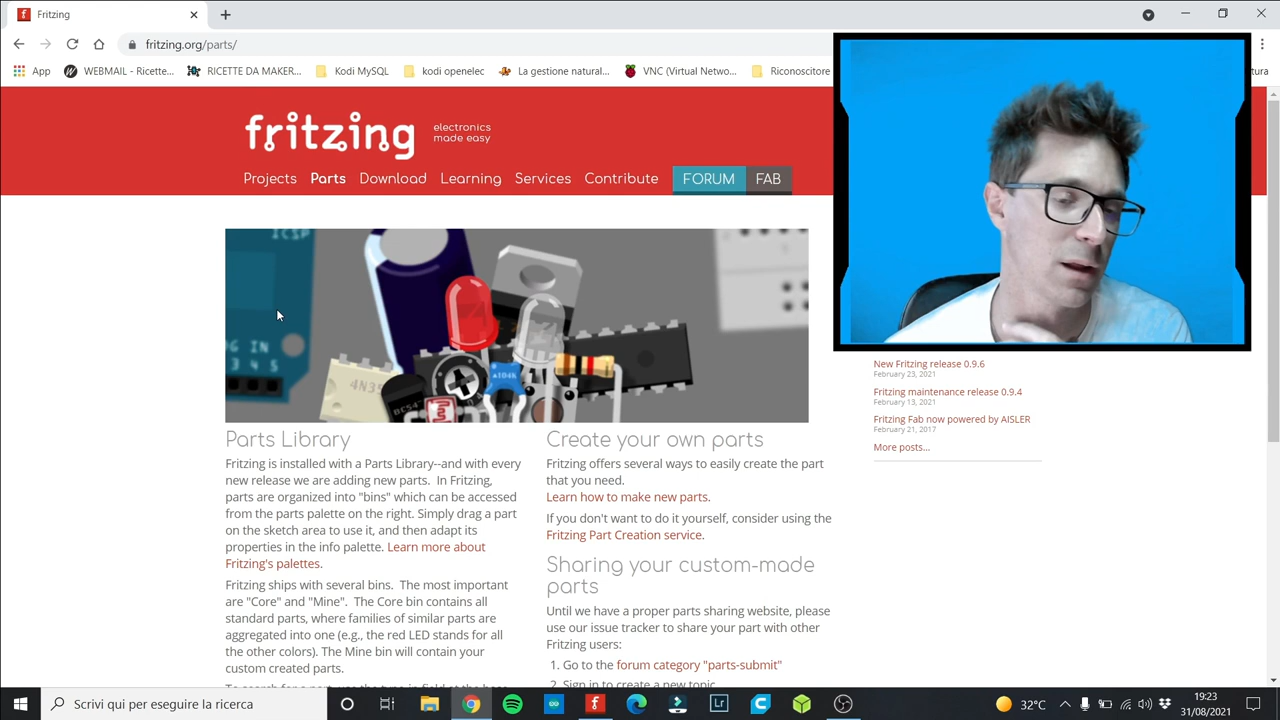 Fritzing
fritzing.org/parts/
App
WEBMAIL - Ricette...
RICETTE DA MAKER...
Kodi MySQL
kodi openelec
La gestione natural...
VNC (Virtual Netwo...
Riconoscitore
tura
fritzing
electronics
made easy
Projects
Parts
Download
Learning
Services
Contribute
FORUM
FAB
ICSP
4N35
Parts Library
Fritzing is installed with a Parts Library--and with every
new release we are adding new parts. In Fritzing,
parts are organized into "bins" which can be accessed
from the parts palette on the right. Simply drag a part
on the sketch area to use it, and then adapt its
properties in the info palette. Learn more about
Fritzing's palettes.
Fritzing ships with several bins. The most important
are "Core" and "Mine". The Core bin contains all
standard parts, where families of similar parts are
aggregated into one (e.g., the red LED stands for all
the other colors). The Mine bin will contain your
custom created parts.
Create your own parts
Fritzing offers several ways to easily create the part
that you need.
Learn how to make new parts.
If you don't want to do it yourself, consider using the
Fritzing Part Creation service.
Sharing your custom-made
parts
Until we have a proper parts sharing website, please
use our issue tracker to share your part with other
Fritzing users:
1. Go to the forum category "parts-submit"
2. Sign in to create a new topic
New Fritzing release 0.9.6
February 23, 2021
Fritzing maintenance release 0.9.4
February 13, 2021
Fritzing Fab now powered by AISLER
February 21, 2017
More posts...
Scrivi qui per eseguire la ricerca
32°C
19:23
31/08/2021